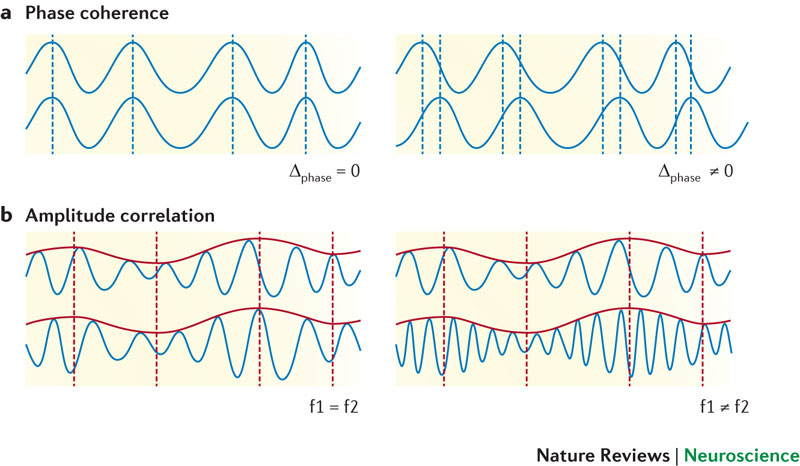 a Phase coherence
Δphase = 0
Δphase ≠ 0
b Amplitude correlation
f1 = f2
f1 ≠ f2
Nature Reviews | Neuroscience